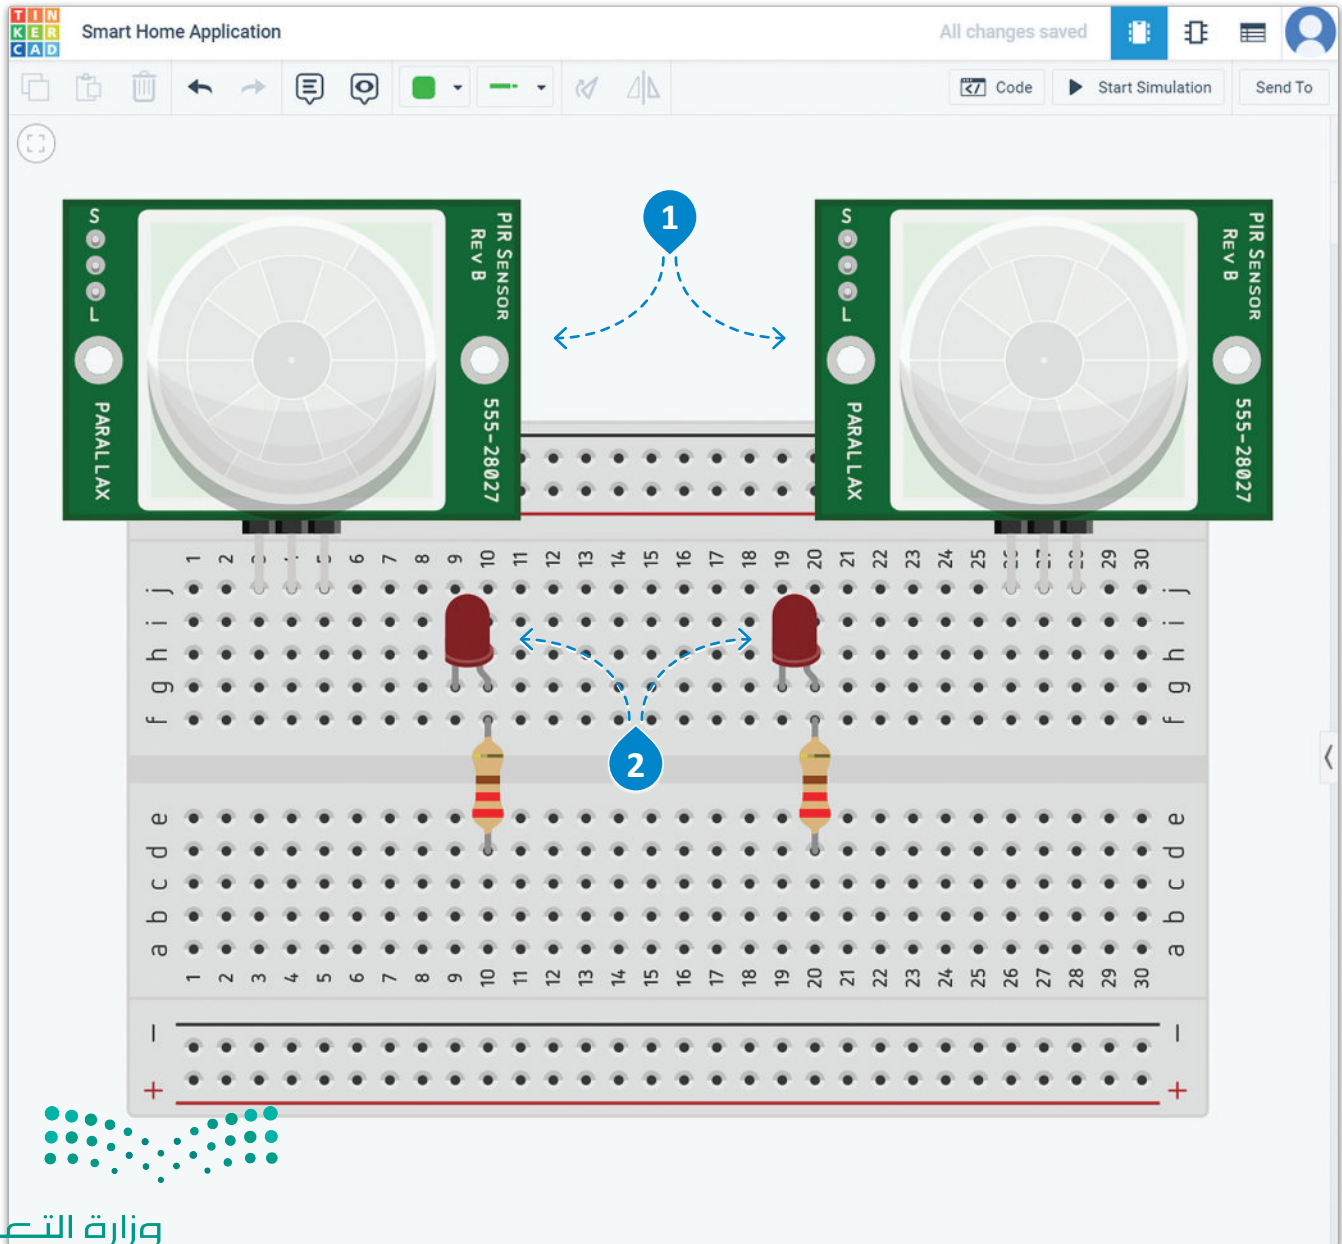 TIN
KER
CAD
Smart Home Application
All changes saved
Code
Start Simulation
Send To
S
L
PARALLAX
PIR SENSOR
REV B
555-28027
1
S
L
PARALLAX
PIR SENSOR
REV B
555-28027
1 2 3 4 5 6 7 8 9 10 11 12 13 14 15 16 17 18 19 20 21 22 23 24 25 26 27 28 29 30
j j
i i
h h
g g
f f
2
e e
d d
c c
b b
a a
1 2 3 4 5 6 7 8 9 10 11 12 13 14 15 16 17 18 19 20 21 22 23 24 25 26 27 28 29 30
− −
+ +
وزارة